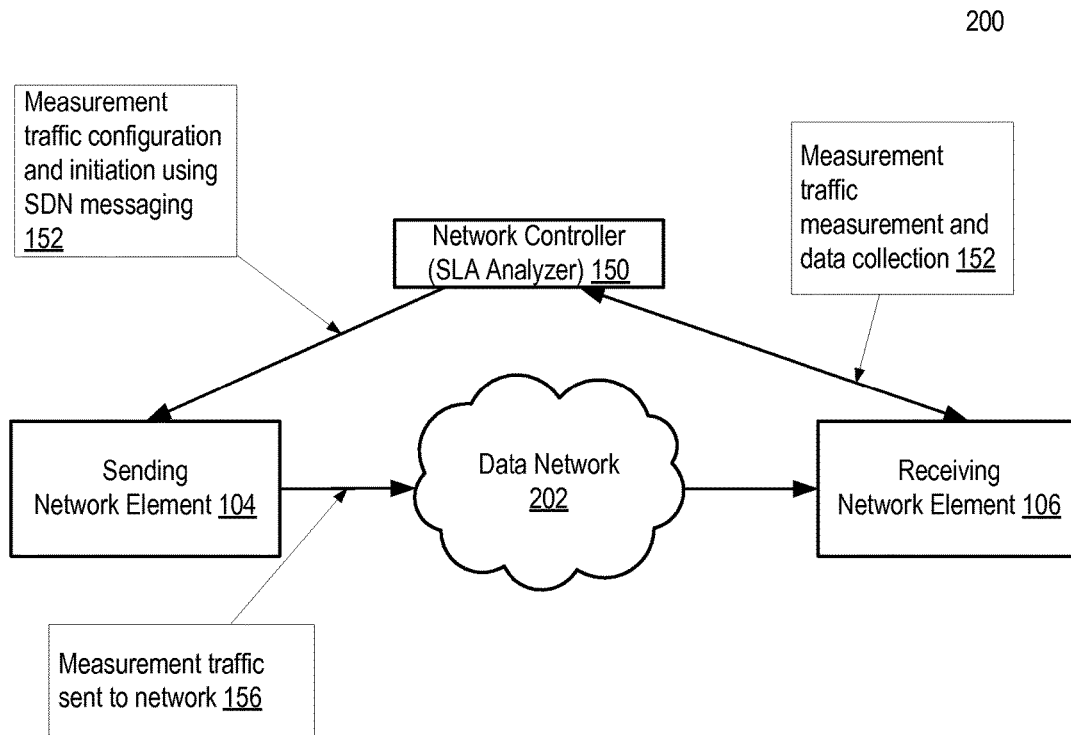 200
Measurement
traffic configuration
and initiation using
SDN messaging
152
Measurement
traffic
measurement and
data collection 152
Network Controller
(SLA Analyzer) 150
Sending
Network Element 104
Data Network
202
Receiving
Network Element 106
Measurement traffic
sent to network 156